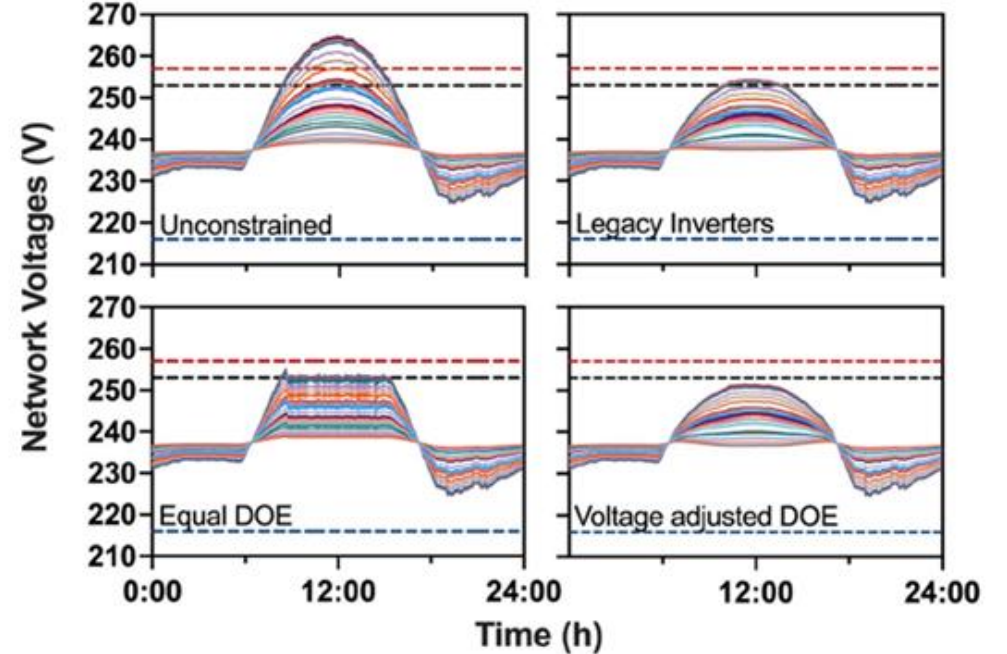 Network Voltages (V)
270
260
250
240
230
220
210
Unconstrained
Legacy Inverters
270
260
250
240
230
220
210
Equal DOE
Voltage adjusted DOE
0:00 12:00 24:00 12:00 24:00
Time (h)